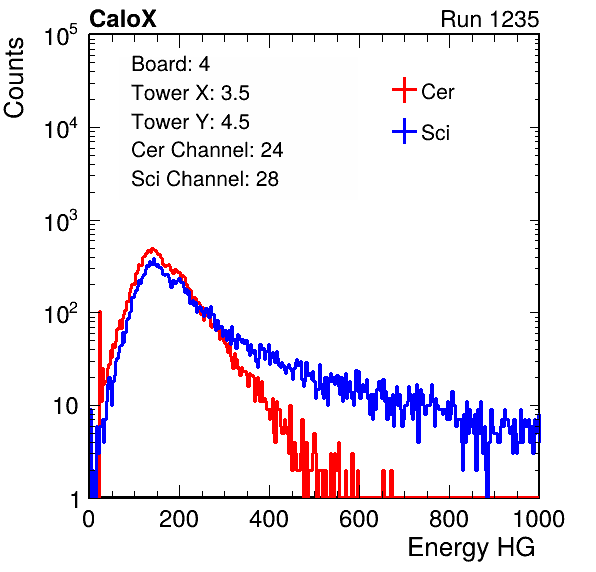 CaloX Run 1235
10^5
Counts
Board: 4
Tower X: 3.5
Tower Y: 4.5
Cer Channel: 24
Sci Channel: 28
Cer
Sci
10^4
10^3
10^2
10
1
0 200 400 600 800 1000
Energy HG